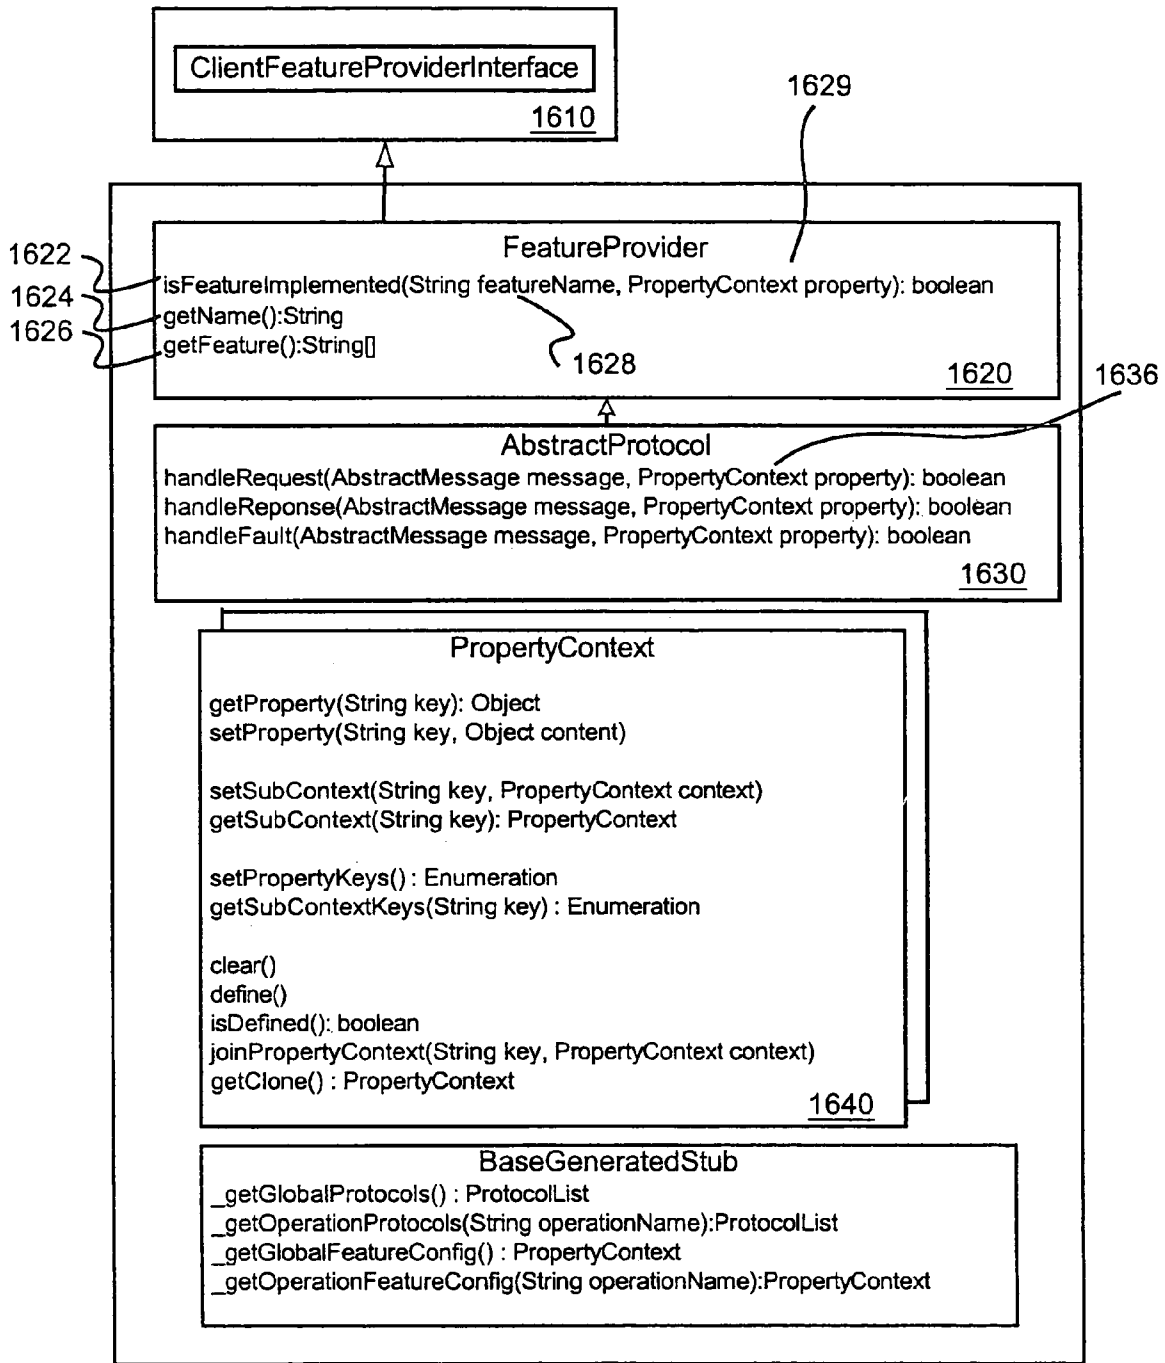 ClientFeatureProviderInterface
1610
1629
FeatureProvider
1622
isFeatureImplemented(String featureName, PropertyContext property): boolean
1624
getName():String
1626
getFeature():String[]
1628
1620
1636
AbstractProtocol
handleRequest(AbstractMessage message, PropertyContext property): boolean
handleReponse(AbstractMessage message, PropertyContext property): boolean
handleFault(AbstractMessage message, PropertyContext property): boolean
1630
PropertyContext
getProperty(String key): Object
setProperty(String key, Object content)
setSubContext(String key, PropertyContext context)
getSubContext(String key): PropertyContext
setPropertyKeys() : Enumeration
getSubContextKeys(String key) : Enumeration
clear()
define()
isDefined(): boolean
joinPropertyContext(String key, PropertyContext context)
getClone() : PropertyContext
1640
BaseGeneratedStub
_getGlobalProtocols() : ProtocolList
_getOperationProtocols(String operationName):ProtocolList
_getGlobalFeatureConfig() : PropertyContext
_getOperationFeatureConfig(String operationName):PropertyContext